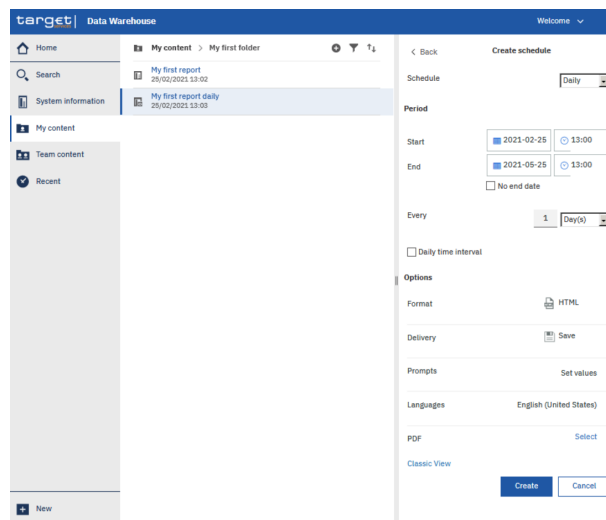 target Data Warehouse
Welcome
Home
Search
System information
My content
Team content
Recent
New
My content > My first folder
My first report
25/02/2021 13:02
My first report daily
25/02/2021 13:03
< Back
Create schedule
Schedule
Daily
Period
Start
2021-02-25
13:00
End
2021-05-25
13:00
No end date
Every
1
Day(s)
Daily time interval
Options
Format
HTML
Delivery
Save
Prompts
Set values
Languages
English (United States)
PDF
Select
Classic View
Create
Cancel